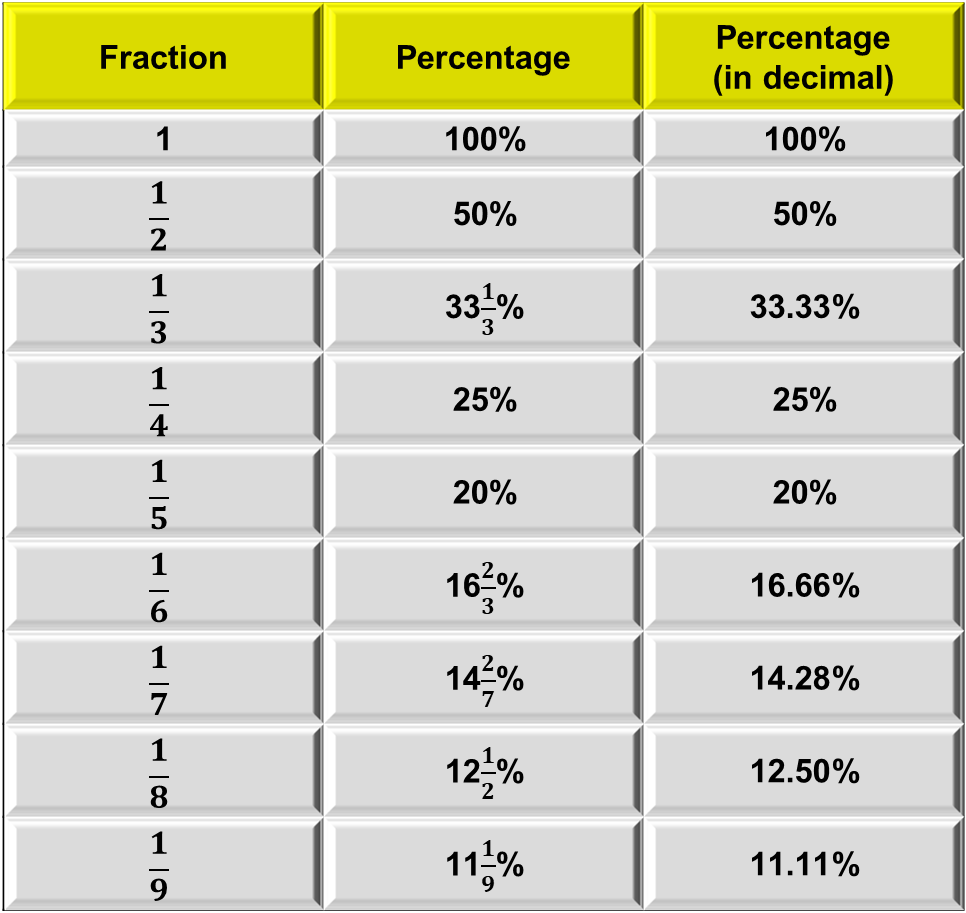 Fraction Percentage Percentage
(in decimal)
1 100% 100%
1/2 50% 50%
1/3 33 1/3% 33.33%
1/4 25% 25%
1/5 20% 20%
1/6 16 2/3% 16.66%
1/7 14 2/7% 14.28%
1/8 12 1/2% 12.50%
1/9 11 1/9% 11.11%